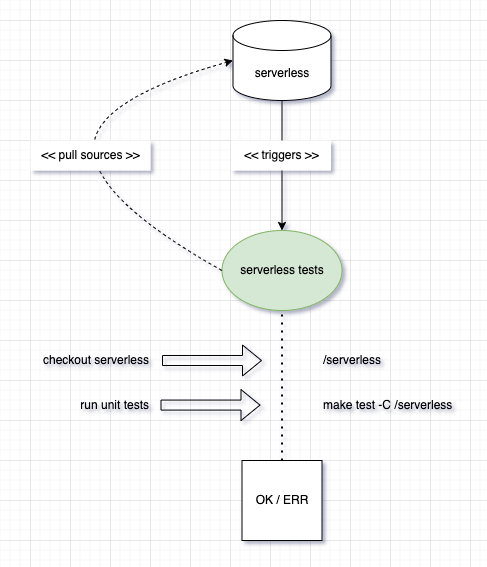 serverless
<< pull sources >>
<< triggers >>
serverless tests
checkout serverless
/serverless
run unit tests
make test -C /serverless
OK / ERR